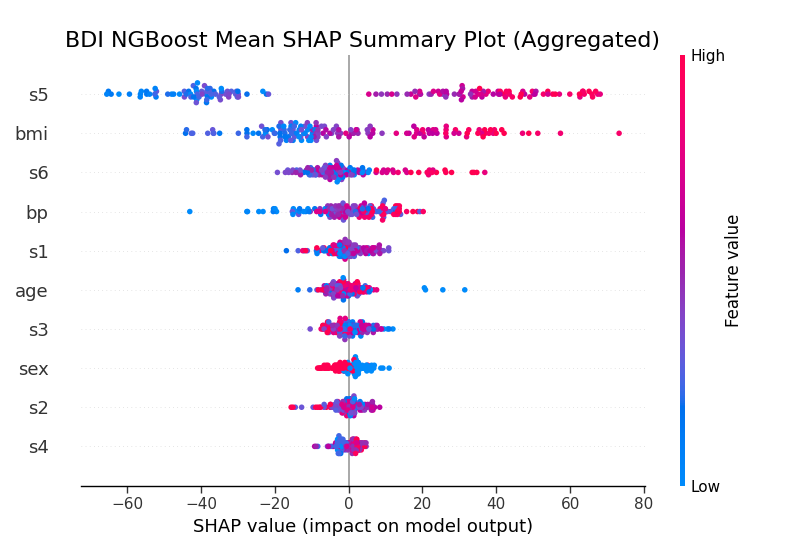 BDI NGBoost Mean SHAP Summary Plot (Aggregated)
High
s5
bmi
s6
bp
s1
age
s3
sex
s2
s4
Feature value
Low
−60 −40 −20 0 20 40 60 80
SHAP value (impact on model output)